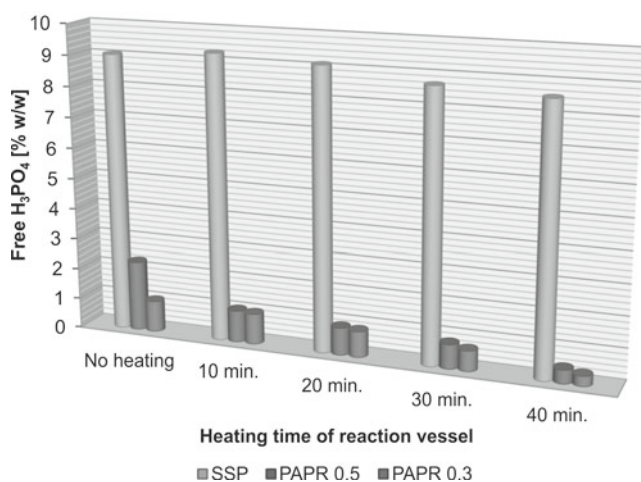 10
9
8
7
6
5
4
3
2
1
0
Free H₃PO₄ [% w/w]
No heating
10 min.
20 min.
30 min.
40 min.
Heating time of reaction vessel
SSP PAPR 0.5 PAPR 0.3